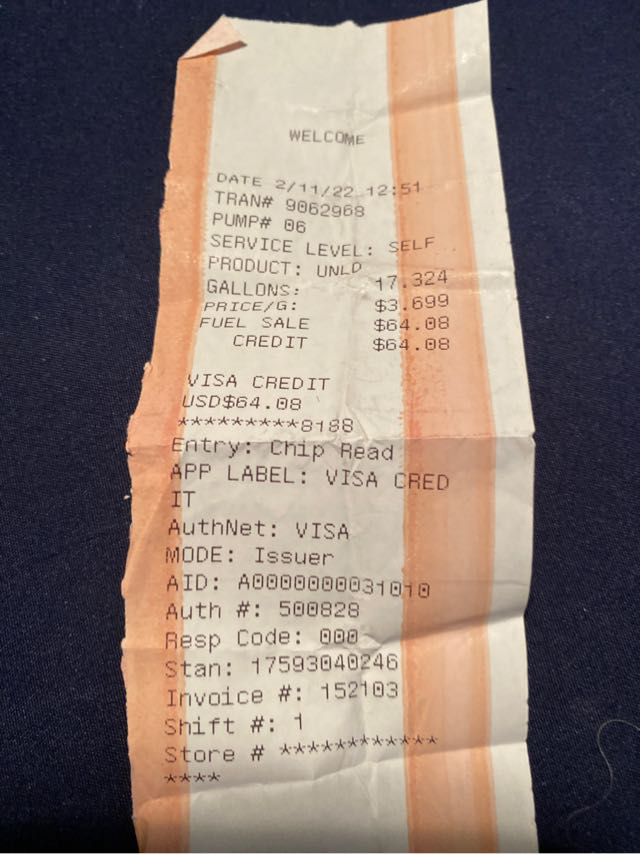 WELCOME
DATE 2/11/22 12:51
TRAN# 9062968
PUMP# 06
SERVICE LEVEL: SELF
PRODUCT: UNLD
GALLONS: 17.324
PRICE/G: $3.699
FUEL SALE $64.08
CREDIT $64.08
VISA CREDIT
USD$64.08
*********8188
Entry: Chip Read
APP LABEL: VISA CRED
IT
AuthNet: VISA
MODE: Issuer
AID: A0000000031010
Auth #: 500828
Resp Code: 000
Stan: 17593040246
Invoice #: 152103
Shift #: 1
Store # ************
****